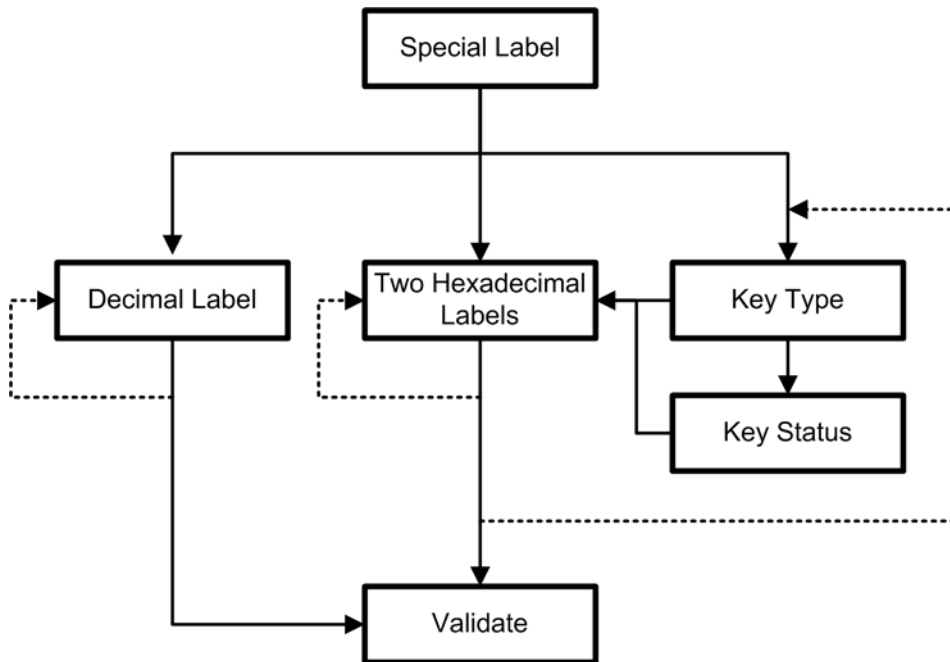 Special Label
Decimal Label
Two Hexadecimal
Labels
Key Type
Key Status
Validate